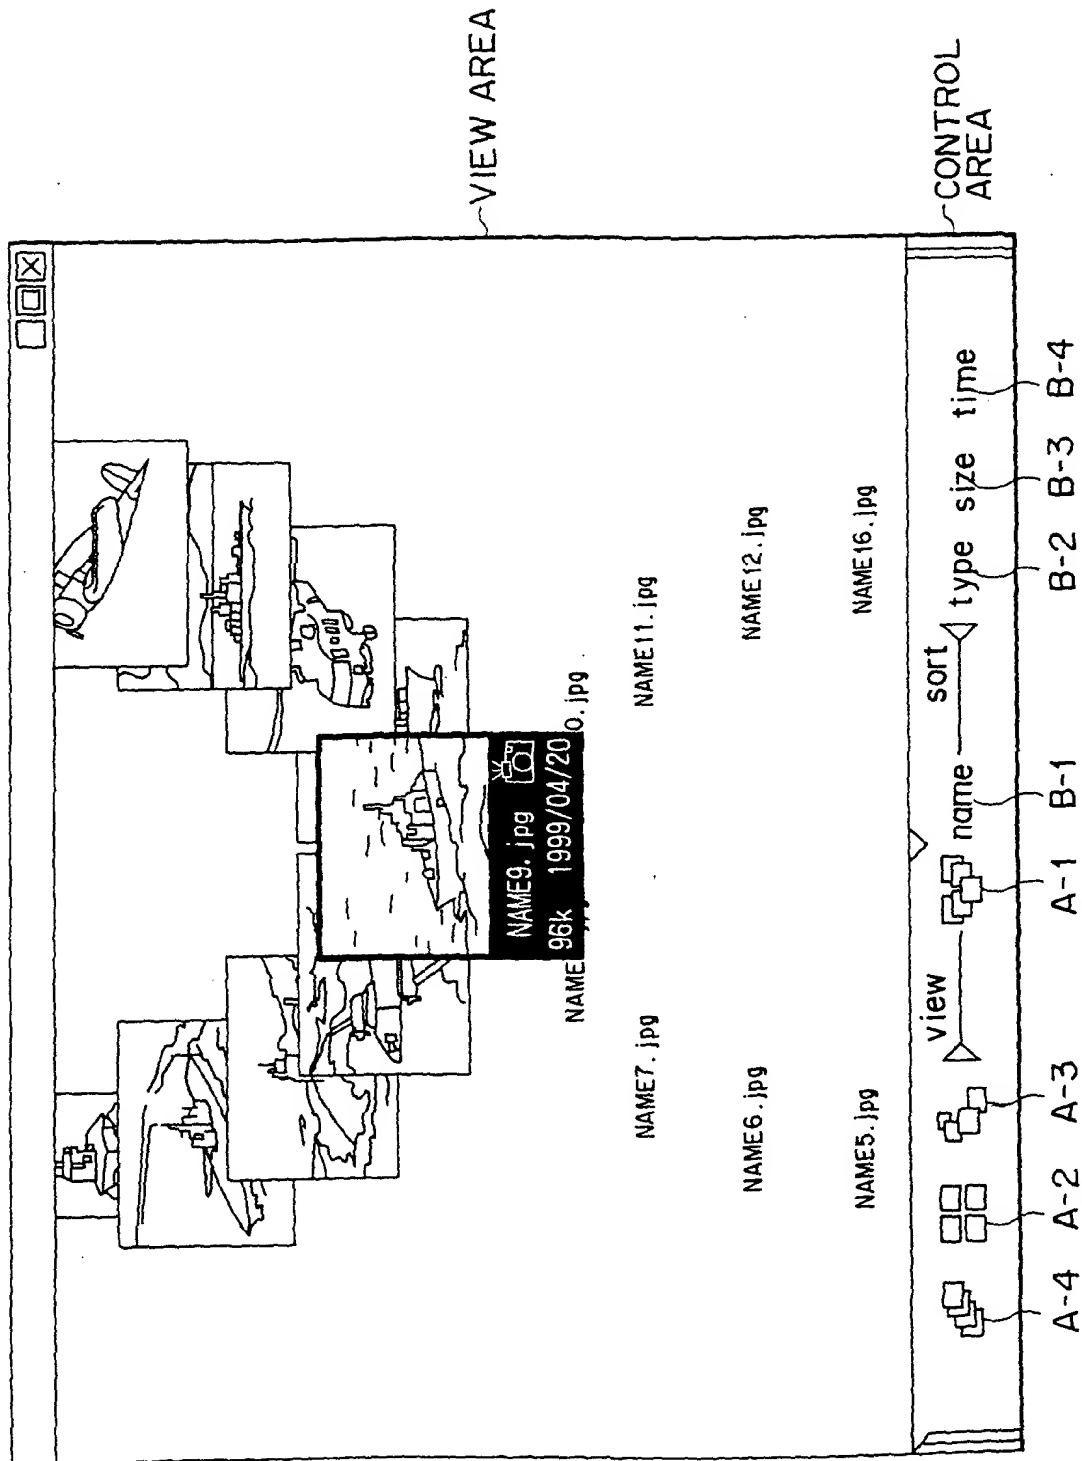 VIEW AREA
NAME9.jpg
96k 1999/04/20
NAME
0.jpg
NAME7.jpg
NAME11.jpg
NAME6.jpg
NAME12.jpg
NAME5.jpg
NAME16.jpg
CONTROL
AREA
view
sort
name
type
size
time
A-4
A-2
A-3
A-1
B-1
B-2
B-3
B-4